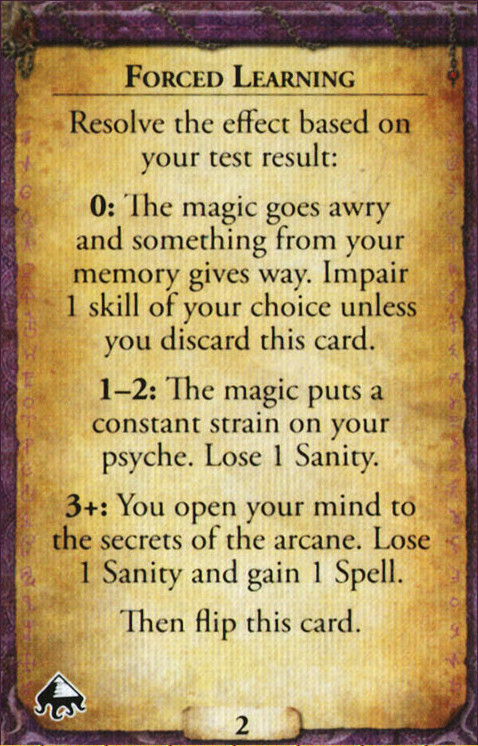 FORCED LEARNING
Resolve the effect based on
your test result:
0: The magic goes awry
and something from your
memory gives way. Impair
1 skill of your choice unless
you discard this card.
1–2: The magic puts a
constant strain on your
psyche. Lose 1 Sanity.
3+: You open your mind to
the secrets of the arcane. Lose
1 Sanity and gain 1 Spell.
Then flip this card.
2